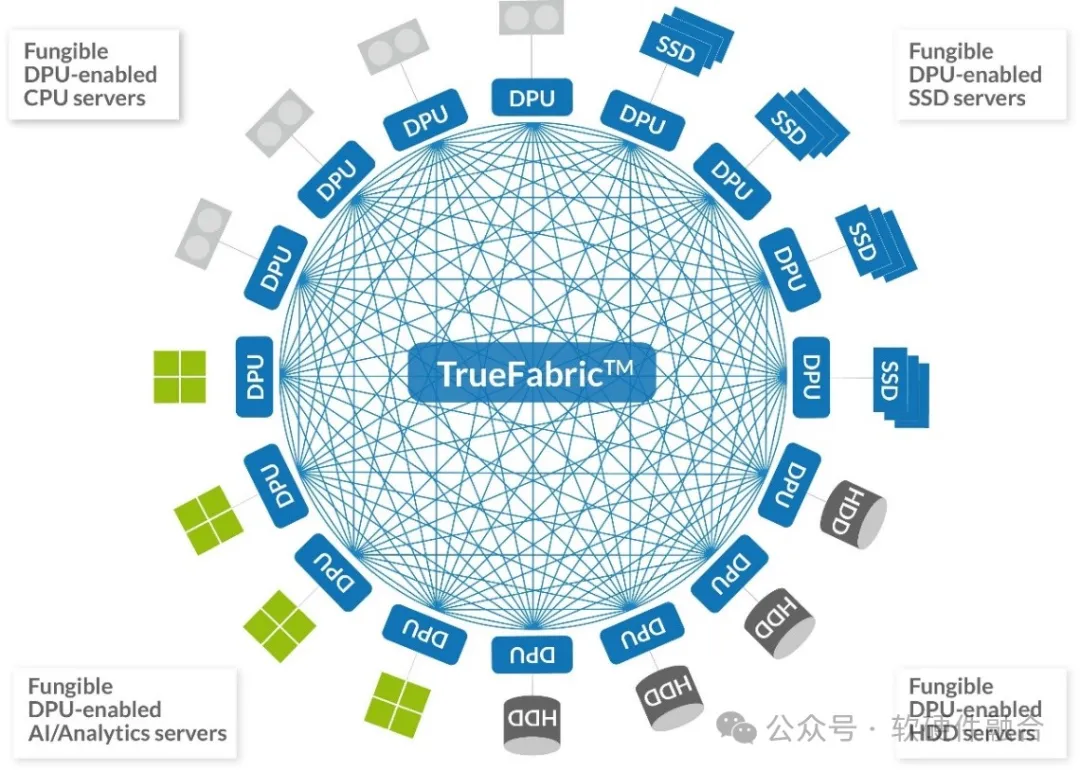 Fungible
DPU-enabled
CPU servers
Fungible
DPU-enabled
SSD servers
SSD
DPU
DPU
DPU
SSD
DPU
DPU
SSD
DPU
DPU
TrueFabric™
DPU
DPU
SSD
DPU
DPU
HDD
DPU
DPU
HDD
DPU
DPU
DPU
HDD
HDD
Fungible
DPU-enabled
AI/Analytics servers
Fungible
DPU-enabled
HDD servers
公众号 · 软硬件融合